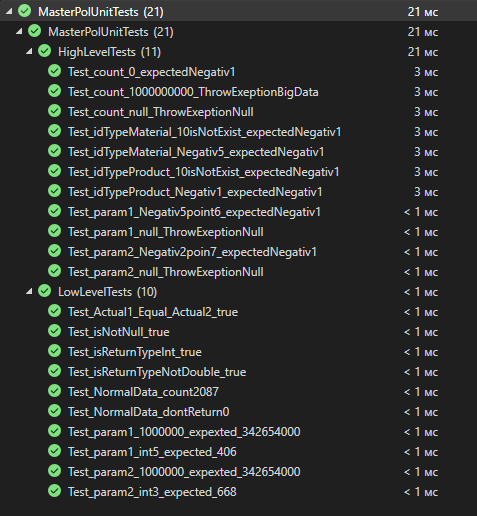 MasterPolUnitTests (21) 21 мс
MasterPolUnitTests (21) 21 мс
HighLevelTests (11) 21 мс
Test_count_0_expectedNegativ1 3 мс
Test_count_1000000000_ThrowExeptionBigData 3 мс
Test_count_null_ThrowExeptionNull 3 мс
Test_idTypeMaterial_10isNotExist_expectedNegativ1 3 мс
Test_idTypeMaterial_Negativ5_expectedNegativ1 3 мс
Test_idTypeProduct_10isNotExist_expectedNegativ1 3 мс
Test_idTypeProduct_Negativ1_expectedNegativ1 3 мс
Test_param1_Negativ5point6_expectedNegativ1 < 1 мс
Test_param1_null_ThrowExeptionNull < 1 мс
Test_param2_Negativ2poin7_expectedNegativ1 < 1 мс
Test_param2_null_ThrowExeptionNull < 1 мс
LowLevelTests (10) < 1 мс
Test_Actual1_Equal_Actual2_true < 1 мс
Test_isNotNull_true < 1 мс
Test_isReturnTypeInt_true < 1 мс
Test_isReturnTypeNotDouble_true < 1 мс
Test_NormalData_count2087 < 1 мс
Test_NormalData_dontReturn0 < 1 мс
Test_param1_1000000_expexted_342654000 < 1 мс
Test_param1_int5_expected_406 < 1 мс
Test_param2_1000000_expexted_342654000 < 1 мс
Test_param2_int3_expected_668 < 1 мс